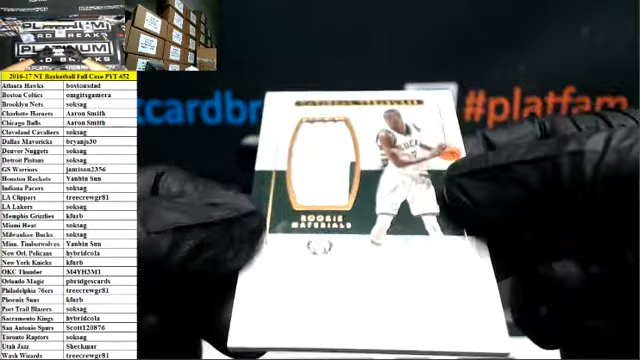 PLATINUM
CARD BREAKS
PLATINUM
2016-17 NT Basketball Full Case PYT #52
Atlanta Hawks bostonsdad
Boston Celtics omgitsgamera
Brooklyn Nets soksag
Charlotte Hornets Aaron Smith
Chicago Bulls Aaron Smith
Cleveland Cavaliers soksag
Dallas Mavericks bryanjs30
Denver Nuggets soksag
Detroit Pistons soksag
GS Warriors jamison2356
Houston Rockets Yanbin Sun
Indiana Pacers soksag
LA Clippers treecrewgr81
LA Lakers soksag
Memphis Grizzlies kfurb
Miami Heat soksag
Milwaukee Bucks soksag
Minn. Timberwolves Yanbin Sun
New Orl. Pelicans hybridcola
New York Knicks kfurb
OKC Thunder M4YH3M1
Orlando Magic pbridgescards
Philadelphia 76ers treecrewgr81
Phoenix Suns kfurb
Port Trail Blazers soksag
Sacramento Kings hybridcola
San Antonio Spurs Scott120876
Toronto Raptors soksag
Utah Jazz Sheckmar
Wash Wizards treecrewgr81
tcardbr
#platfam
ROOKIE
MATERIALS